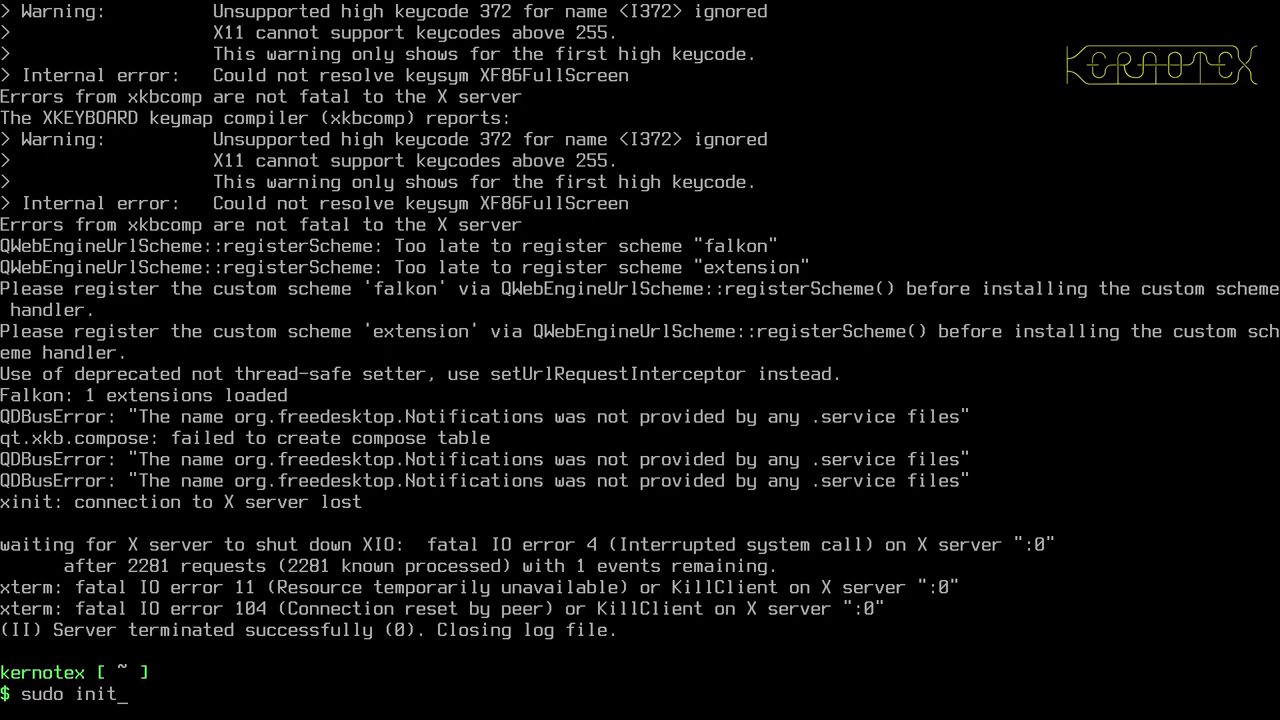 > Warning:          Unsupported high keycode 372 for name <I372> ignored
>                   X11 cannot support keycodes above 255.
>                   This warning only shows for the first high keycode.
> Internal error:   Could not resolve keysym XF86FullScreen
Errors from xkbcomp are not fatal to the X server
The XKEYBOARD keymap compiler (xkbcomp) reports:
> Warning:          Unsupported high keycode 372 for name <I372> ignored
>                   X11 cannot support keycodes above 255.
>                   This warning only shows for the first high keycode.
> Internal error:   Could not resolve keysym XF86FullScreen
Errors from xkbcomp are not fatal to the X server
QWebEngineUrlScheme::registerScheme: Too late to register scheme "falkon"
QWebEngineUrlScheme::registerScheme: Too late to register scheme "extension"
Please register the custom scheme 'falkon' via QWebEngineUrlScheme::registerScheme() before installing the custom scheme
 handler.
Please register the custom scheme 'extension' via QWebEngineUrlScheme::registerScheme() before installing the custom sch
eme handler.
Use of deprecated not thread-safe setter, use setUrlRequestInterceptor instead.
Falkon: 1 extensions loaded
QDBusError: "The name org.freedesktop.Notifications was not provided by any .service files"
qt.xkb.compose: failed to create compose table
QDBusError: "The name org.freedesktop.Notifications was not provided by any .service files"
QDBusError: "The name org.freedesktop.Notifications was not provided by any .service files"
xinit: connection to X server lost
waiting for X server to shut down XIO:  fatal IO error 4 (Interrupted system call) on X server ":0"
      after 2281 requests (2281 known processed) with 1 events remaining.
xterm: fatal IO error 11 (Resource temporarily unavailable) or KillClient on X server ":0"
xterm: fatal IO error 104 (Connection reset by peer) or KillClient on X server ":0"
(II) Server terminated successfully (0). Closing log file.
kernotex [ ~ ]
$ sudo init_
KERNOTEX